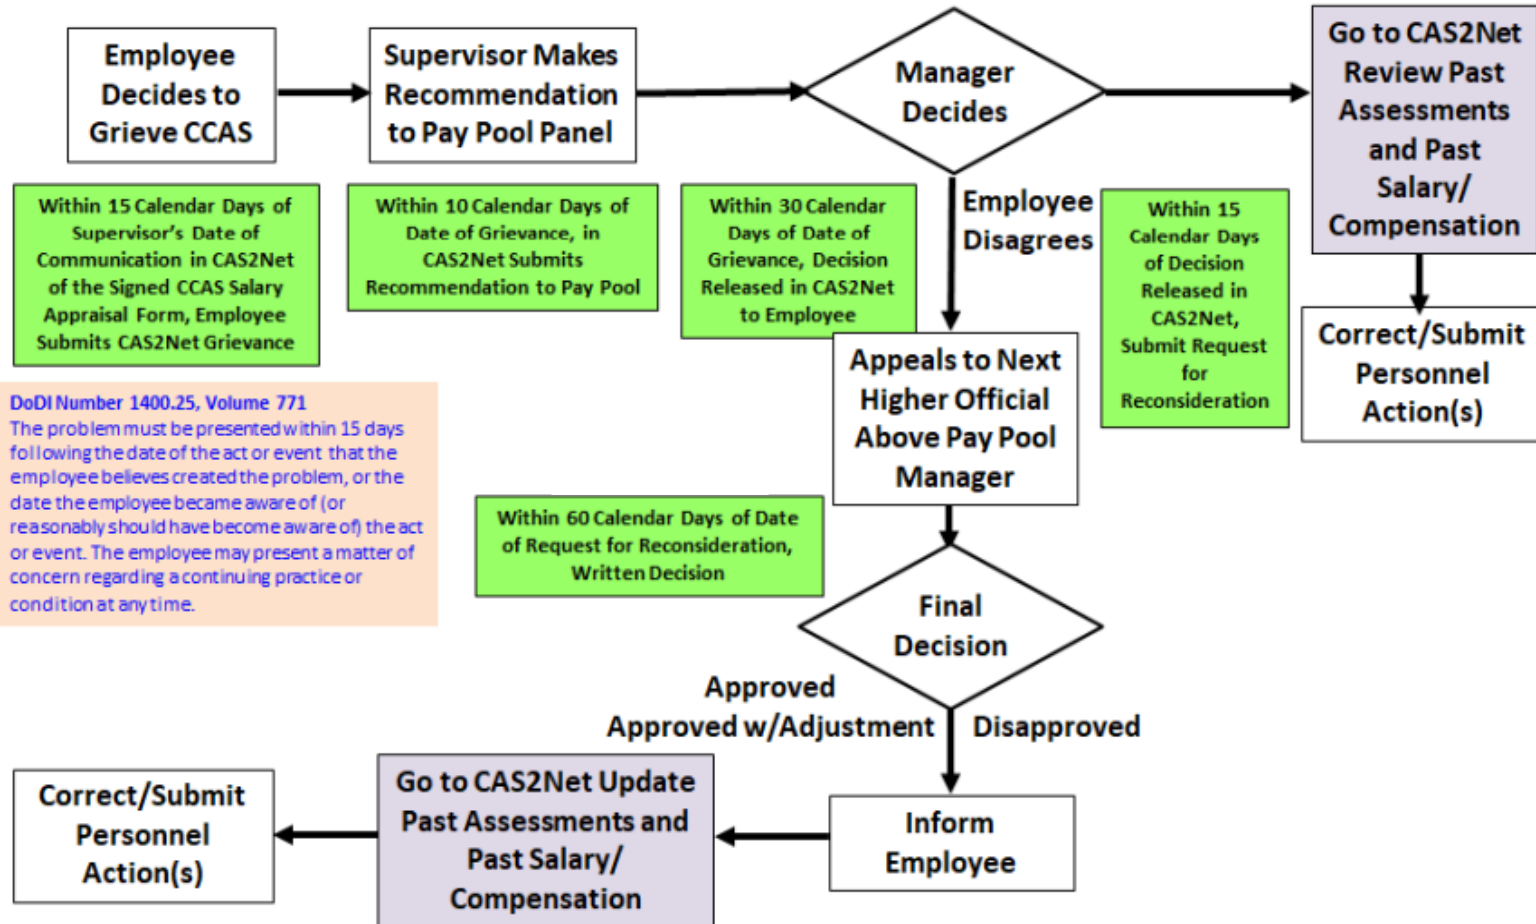 Employee
Decides to
Grieve CCAS
Supervisor Makes
Recommendation
to Pay Pool Panel
Manager
Decides
Go to CAS2Net
Review Past
Assessments
and Past
Salary/
Compensation
Within 15 Calendar Days of
Supervisor's Date of
Communication in CAS2Net
of the Signed CCAS Salary
Appraisal Form, Employee
Submits CAS2Net Grievance
Within 10 Calendar Days of
Date of Grievance, in
CAS2Net Submits
Recommendation to Pay Pool
Within 30 Calendar
Days of Date of
Grievance, Decision
Released in CAS2Net
to Employee
Employee
Disagrees
Within 15
Calendar Days
of Decision
Released in
CAS2Net,
Submit Request
for
Reconsideration
Correct/Submit
Personnel
Action(s)
Appeals to Next
Higher Official
Above Pay Pool
Manager
DoDI Number 1400.25, Volume 771
The problem must be presented within 15 days
following the date of the act or event that the
employee believes created the problem, or the
date the employee became aware of (or
reasonably should have become aware of) the act
or event. The employee may present a matter of
concern regarding a continuing practice or
condition at any time.
Within 60 Calendar Days of Date
of Request for Reconsideration,
Written Decision
Final
Decision
Approved
Approved w/Adjustment
Disapproved
Inform
Employee
Go to CAS2Net Update
Past Assessments and
Past Salary/
Compensation
Correct/Submit
Personnel
Action(s)